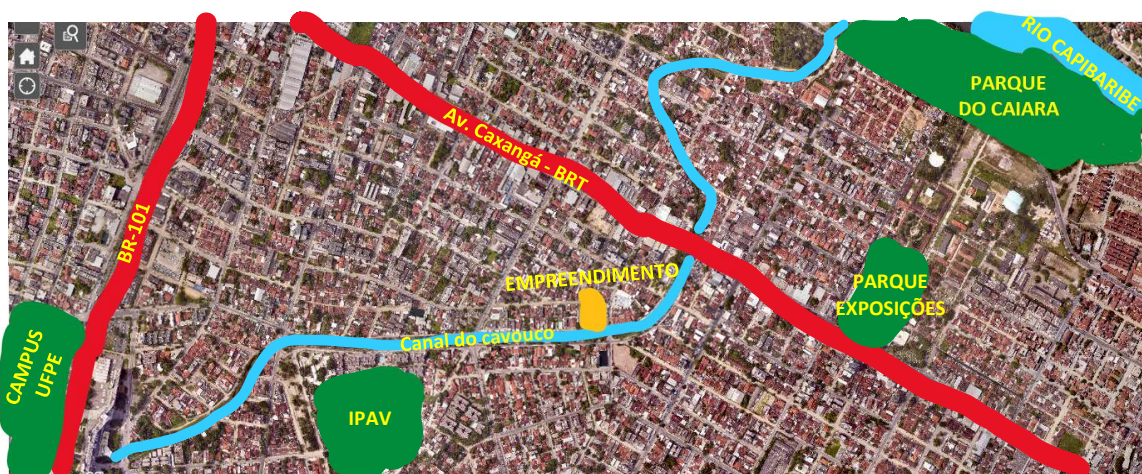 RIO CAPIBARIBE
PARQUE
DO CAIARA
Av. Caxangá - BRT
BR-101
EMPREENDIMENTO
PARQUE
EXPOSIÇÕES
Canal do cavouco
CAMPUS
UFPE
IPAV